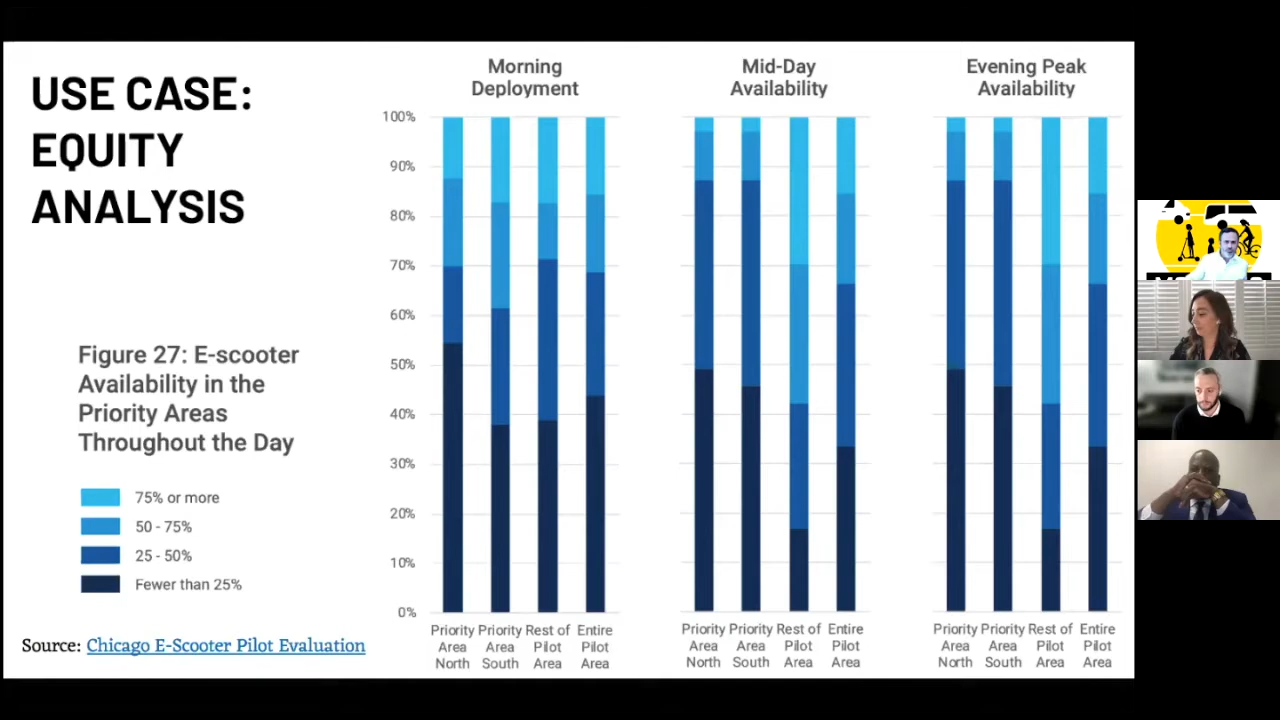 USE CASE:
EQUITY
ANALYSIS
Figure 27: E-scooter
Availability in the
Priority Areas
Throughout the Day
75% or more
50 - 75%
25 - 50%
Fewer than 25%
Source: Chicago E-Scooter Pilot Evaluation
Morning
Deployment
100%
90%
80%
70%
60%
50%
40%
30%
20%
10%
0%
Priority Priority Rest of Entire
Area Area Pilot Pilot
North South Area Area
Mid-Day
Availability
Priority Priority Rest of Entire
Area Area Pilot Pilot
North South Area Area
Evening Peak
Availability
Priority Priority Rest of Entire
Area Area Pilot Pilot
North South Area Area